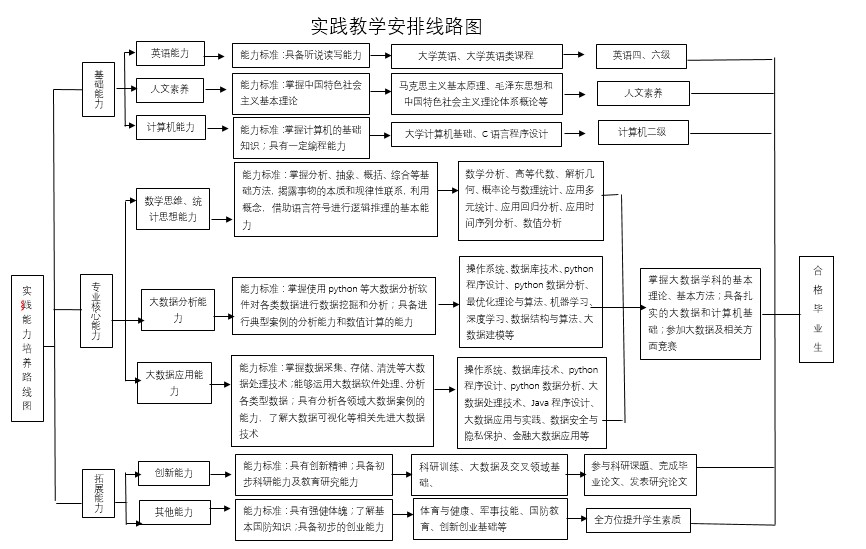 实践教学安排线路图
实
践
能
力
培
养
路
线
图
基
础
能
力
英语能力
能力标准：具备听说读写能力
大学英语、大学英语类课程
英语四、六级
人文素养
能力标准：掌握中国特色社会
主义基本理论
马克思主义基本原理、毛泽东思想和
中国特色社会主义理论体系概论等
人文素养
计算机能力
能力标准：掌握计算机的基础
知识；具有一定编程能力
大学计算机基础、C 语言程序设计
计算机二级
专
业
核
心
能
力
数学思维、统
计思想能力
能力标准：掌握分析、抽象、概括、综合等基
础方法，揭露事物的本质和规律性联系，利用
概念，借助语言符号进行逻辑推理的基本能
力
数学分析、高等代数、解析几
何、概率论与数理统计、应用多
元统计、应用回归分析、应用时
间序列分析、数值分析
大数据分析能
力
能力标准：掌握使用 python 等大数据分析软
件对各类数据进行数据挖掘和分析；具备进
行典型案例的分析能力和数值计算的能力
操作系统、数据库技术、python
程序设计、python 数据分析、
最优化理论与算法、机器学习、
深度学习、数据结构与算法、大
数据建模等
大数据应用能
力
能力标准：掌握数据采集、存储、清洗等大数
据处理技术；能够运用大数据软件处理、分析
各类型数据；具有分析各领域大数据案例的
能力，了解大数据可视化等相关先进大数据
技术
操作系统、数据库技术、python
程序设计、python 数据分析、大
数据处理技术、Java 程序设计、
大数据应用与实践、数据安全与
隐私保护、金融大数据应用等
掌握大数据学科的基本
理论、基本方法；具备扎
实的大数据和计算机基
础；参加大数据及相关方
面竞赛
拓
展
能
力
创新能力
能力标准：具有创新精神；具备初
步科研能力及教育研究能力
科研训练、大数据及交叉领域基
础、
参与科研课题、完成毕
业论文、发表研究论文
其他能力
能力标准：具有强健体魄；了解基
本国防知识；具备初步的创业能力
体育与健康、军事技能、国防教
育、创新创业基础等
全方位提升学生素质
合
格
毕
业
生